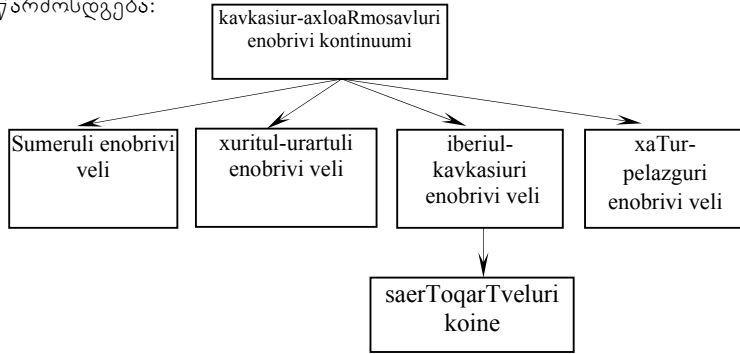 წარმოსდგება:
kavkasiur-axloaRmosavluri
enobrivi kontinuumi
Sumeruli enobrivi
veli
xuritul-urartuli
enobrivi veli
iberiul-
kavkasiuri
enobrivi veli
xaTur-
pelazguri
enobrivi veli
saerToqarTveluri
koine